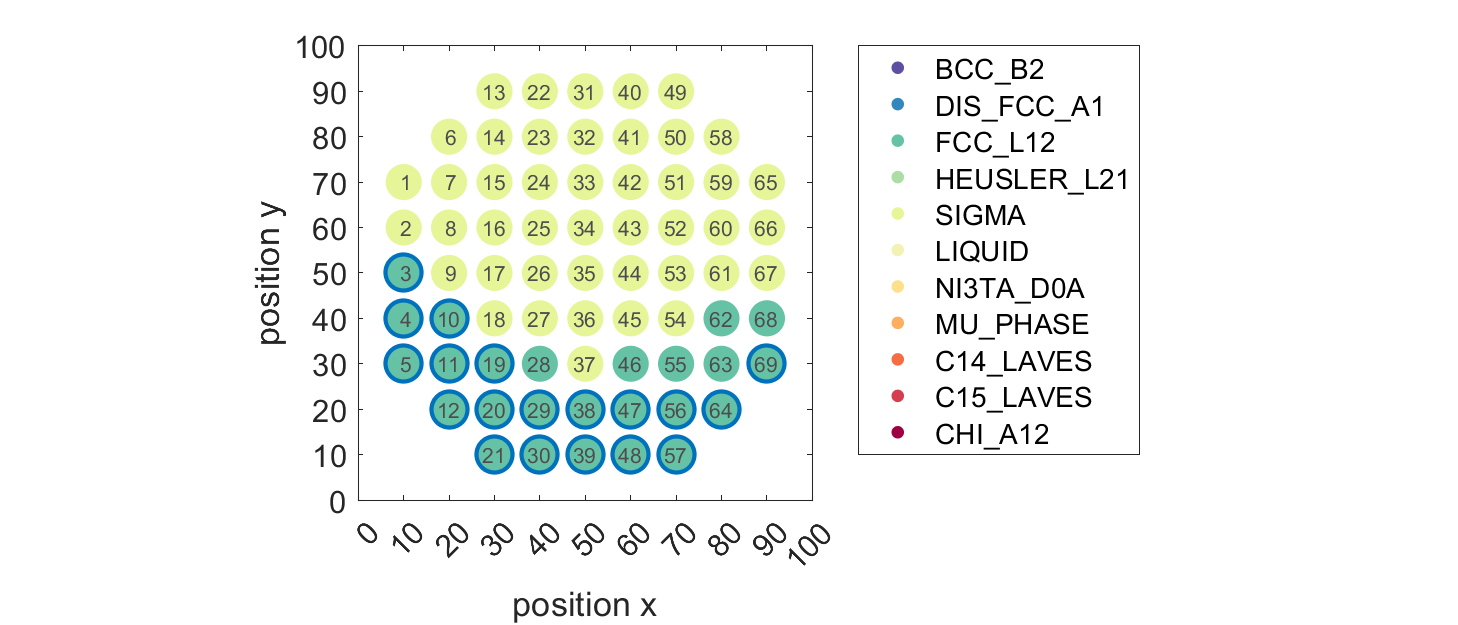 100
90
80
70
60
50
40
30
20
10
0
position y
13 22 31 40 49
6 14 23 32 41 50 58
1 7 15 24 33 42 51 59 65
2 8 16 25 34 43 52 60 66
3 9 17 26 35 44 53 61 67
4 10 18 27 36 45 54 62 68
5 11 19 28 37 46 55 63 69
12 20 29 38 47 56 64
21 30 39 48 57
0 10 20 30 40 50 60 70 80 90 100
position x
BCC_B2
DIS_FCC_A1
FCC_L12
HEUSLER_L21
SIGMA
LIQUID
NI3TA_D0A
MU_PHASE
C14_LAVES
C15_LAVES
CHI_A12